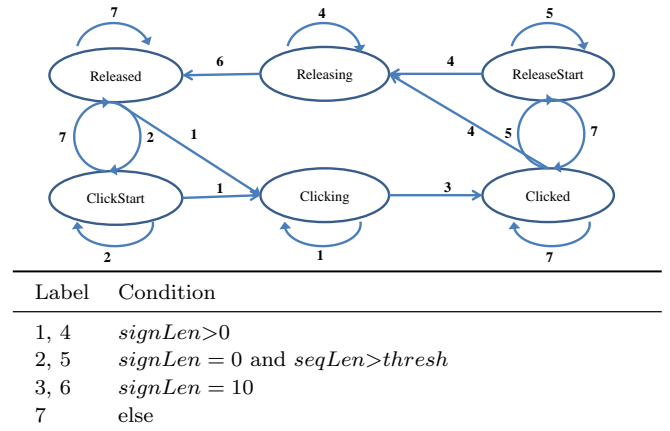 7 4 5
Released 6 Releasing 4 ReleaseStart
7 2 1 4 5 7
ClickStart 1 Clicking 3 Clicked
2 1 7
Label Condition
1, 4 signLen>0
2, 5 signLen = 0 and seqLen>thresh
3, 6 signLen = 10
7 else